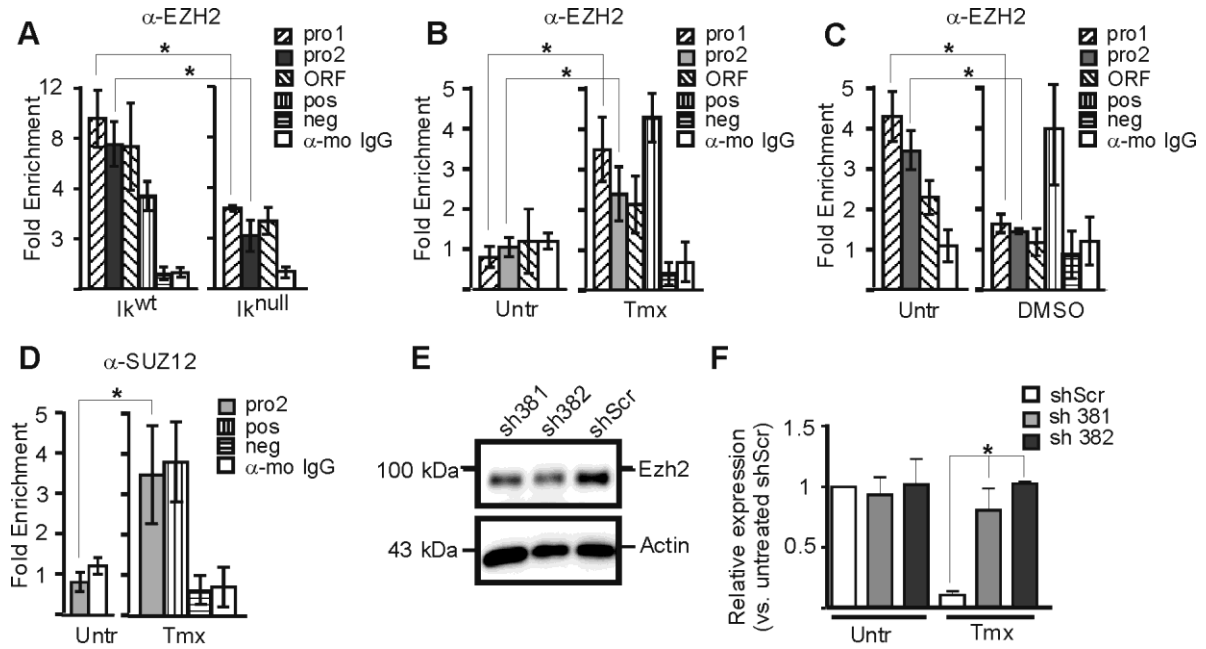 A
α-EZH2
Fold Enrichment
12
8
4
3
Ik^wt
Ik^null
*
*
pro1
pro2
ORF
pos
neg
α-mo IgG
B
α-EZH2
Fold Enrichment
5
4
3
2
1
Untr
Tmx
*
*
pro1
pro2
ORF
pos
neg
α-mo IgG
C
α-EZH2
Fold Enrichment
5
4
3
2
1
Untr
DMSO
*
*
pro1
pro2
ORF
pos
neg
α-mo IgG
D
α-SUZ12
Fold Enrichment
5
4
3
2
1
Untr
Tmx
*
pro2
pos
neg
α-mo IgG
E
sh381
sh382
shScr
100 kDa
Ezh2
43 kDa
Actin
F
Relative expression
(vs. untreated shScr)
1.5
1
0.5
Untr
Tmx
*
shScr
sh 381
sh 382